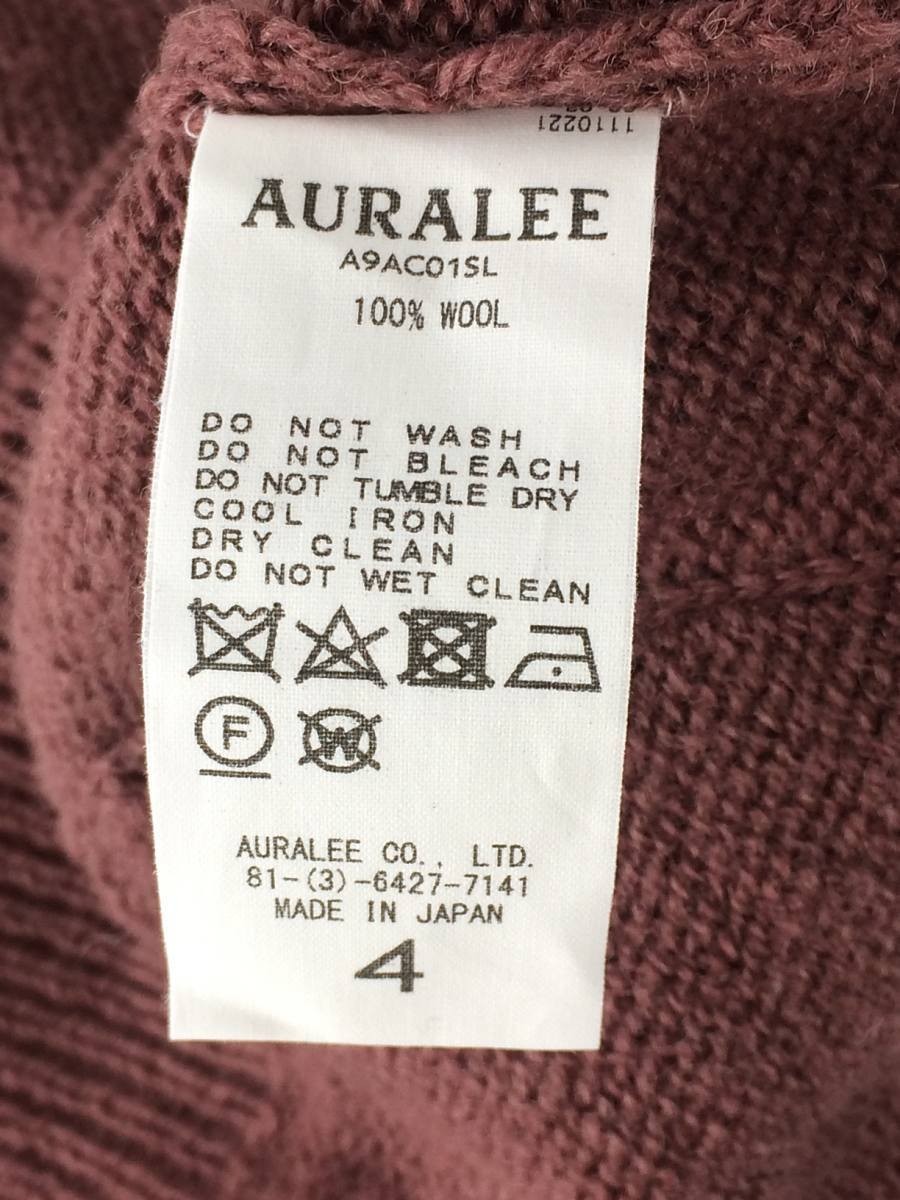 1110221
AURALEE
A9AC01SL
100% WOOL
DO NOT WASH
DO NOT BLEACH
DO NOT TUMBLE DRY
COOL IRON
DRY CLEAN
DO NOT WET CLEAN
F W
AURALEE CO., LTD.
81-(3)-6427-7141
MADE IN JAPAN
4